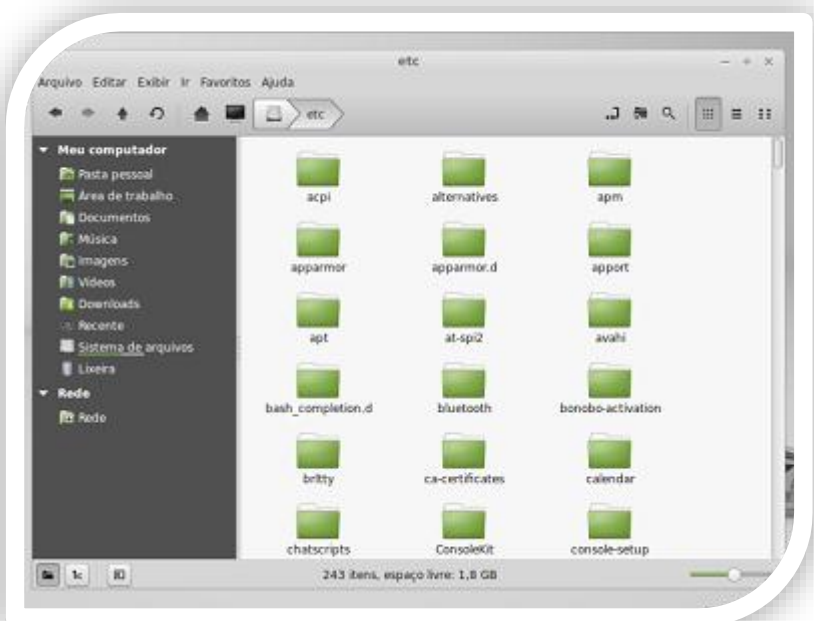 etc
Arquivo Editar Exibir Ir Favoritos Ajuda
etc
Meu computador
Pasta pessoal
Área de trabalho
Documentos
Música
Imagens
Vídeos
Downloads
Recente
Sistema de arquivos
Lixeira
Rede
Rede
acpi alternatives apm
apparmor apparmor.d apport
apt at-spi2 avahi
bash_completion.d bluetooth bonobo-activation
brltty ca-certificates calendar
chatscripts ConsoleKit console-setup
243 itens, espaço livre: 1,8 GB